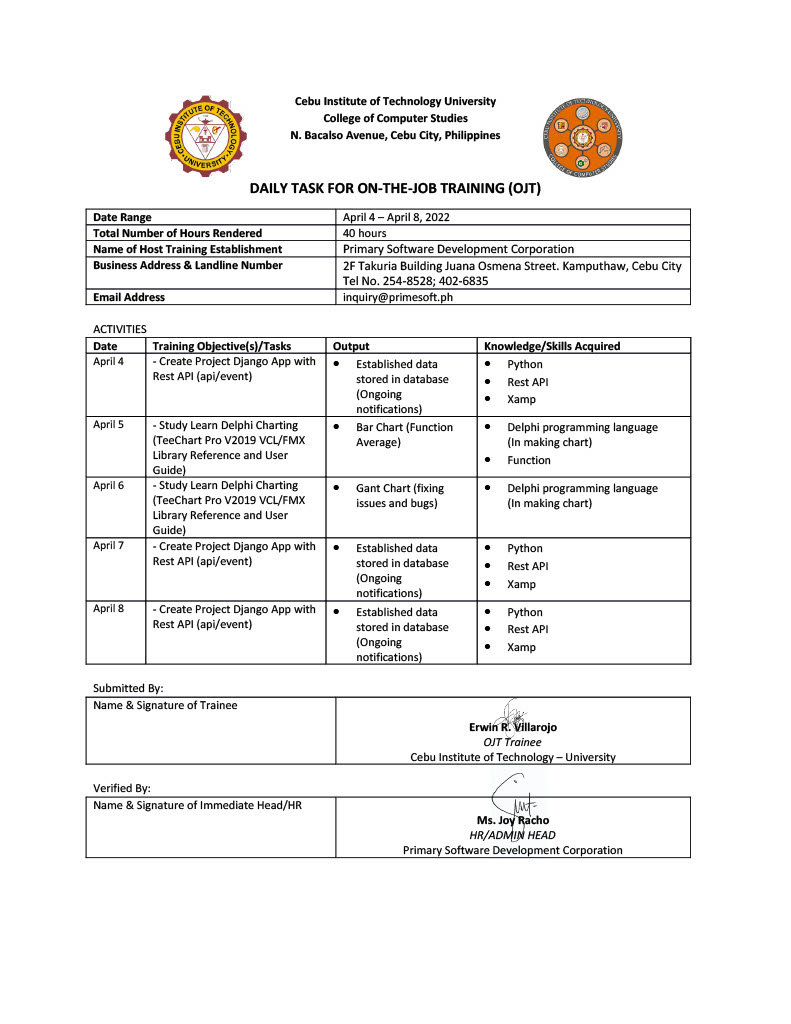 Cebu Institute of Technology University
College of Computer Studies
N. Bacalso Avenue, Cebu City, Philippines
CEBU INSTITUTE OF TECHNOLOGY
UNIVERSITY
CEBU INSTITUTE OF TECHNOLOGY UNIVERSITY
COLLEGE OF COMPUTER STUDIES
DAILY TASK FOR ON-THE-JOB TRAINING (OJT)
Date Range April 4 – April 8, 2022
Total Number of Hours Rendered 40 hours
Name of Host Training Establishment Primary Software Development Corporation
Business Address & Landline Number 2F Takuria Building Juana Osmena Street. Kamputhaw, Cebu City
Tel No. 254-8528; 402-6835
Email Address inquiry@primesoft.ph
ACTIVITIES
Date Training Objective(s)/Tasks Output Knowledge/Skills Acquired
April 4 - Create Project Django App with • Established data • Python
Rest API (api/event) stored in database • Rest API
(Ongoing • Xamp
notifications)
April 5 - Study Learn Delphi Charting • Bar Chart (Function • Delphi programming language
(TeeChart Pro V2019 VCL/FMX Average) (In making chart)
Library Reference and User • Function
Guide)
April 6 - Study Learn Delphi Charting • Gant Chart (fixing • Delphi programming language
(TeeChart Pro V2019 VCL/FMX issues and bugs) (In making chart)
Library Reference and User
Guide)
April 7 - Create Project Django App with • Established data • Python
Rest API (api/event) stored in database • Rest API
(Ongoing • Xamp
notifications)
April 8 - Create Project Django App with • Established data • Python
Rest API (api/event) stored in database • Rest API
(Ongoing • Xamp
notifications)
Submitted By:
Name & Signature of Trainee
Erwin R. Villarojo
OJT Trainee
Cebu Institute of Technology – University
Verified By:
Name & Signature of Immediate Head/HR
Ms. Joy Racho
HR/ADMIN HEAD
Primary Software Development Corporation